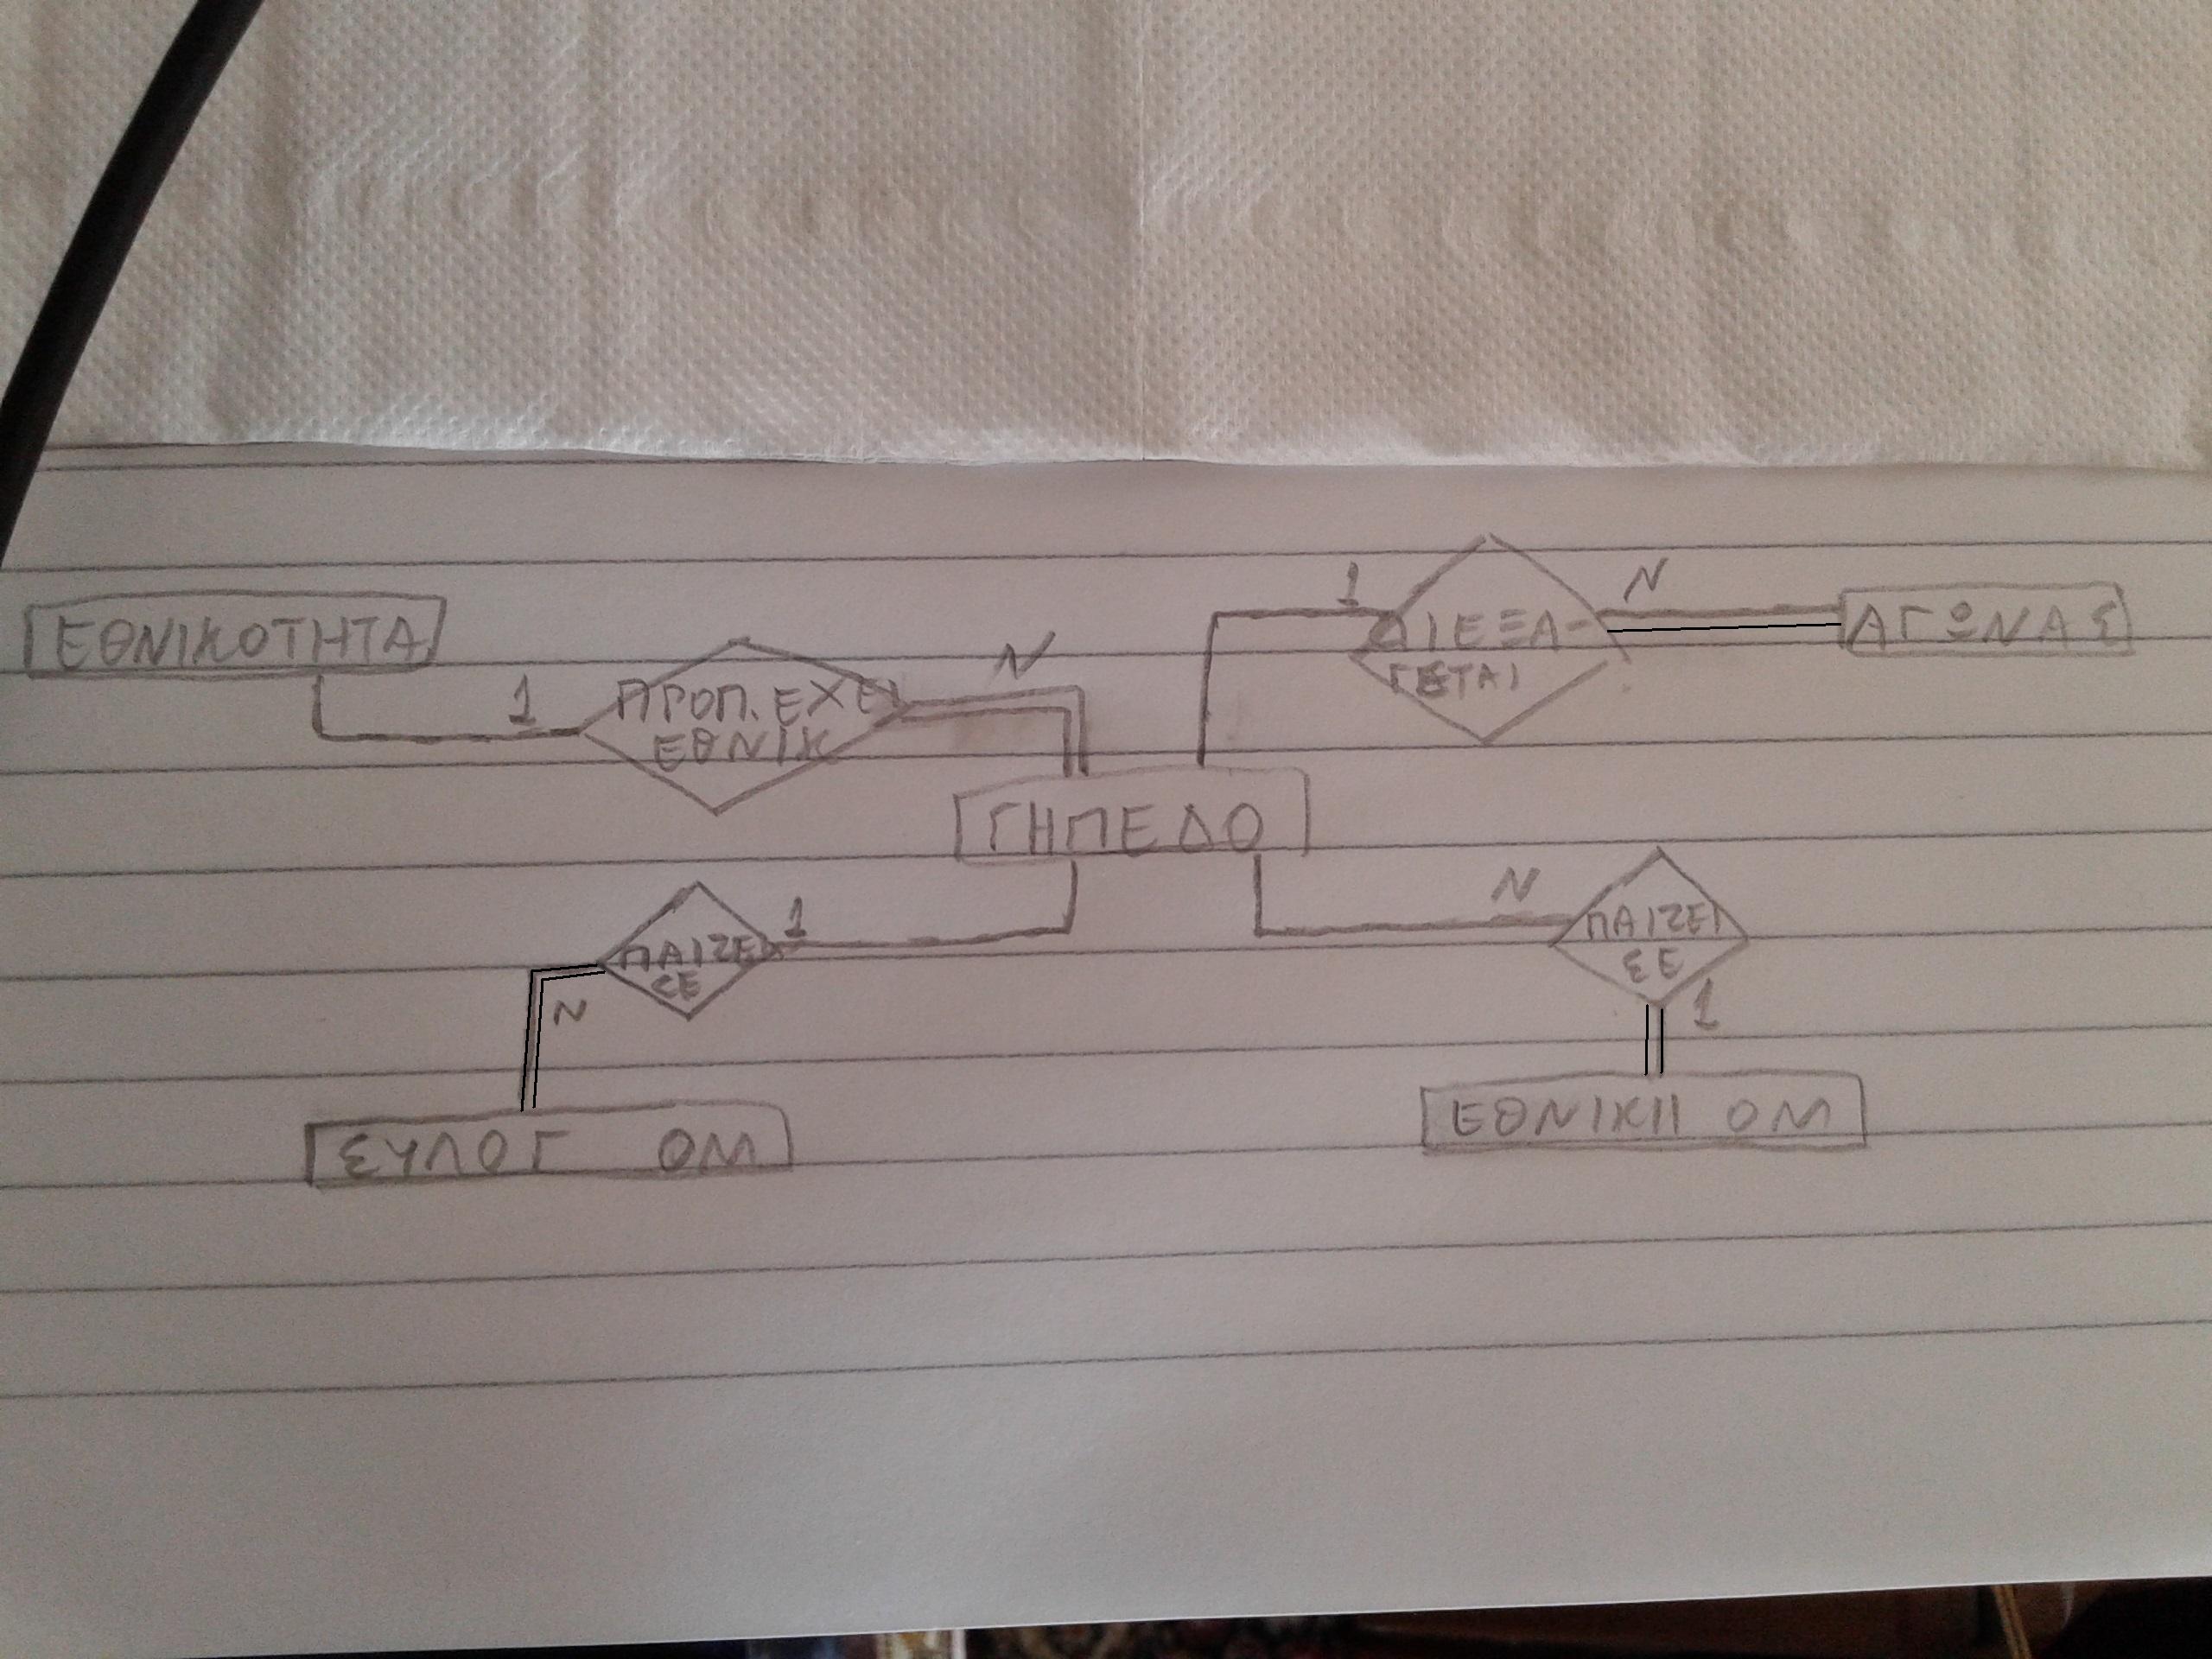 ΕΘΝΙΚΟΤΗΤΑ
1
ΠΡΟΠ. ΕΧΕΙ
ΕΘΝΙΚ
N
1
ΔΙΕΞΑ-
ΓΕΤΑΙ
N
ΑΓΩΝΑΣ
ΓΗΠΕΔΟ
ΠΑΙΖΕΙ
ΣΕ
1
N
ΣΥΛΟΓ ΟΜ
N
ΠΑΙΖΕΙ
ΣΕ
1
ΕΘΝΙΚΗ ΟΜ